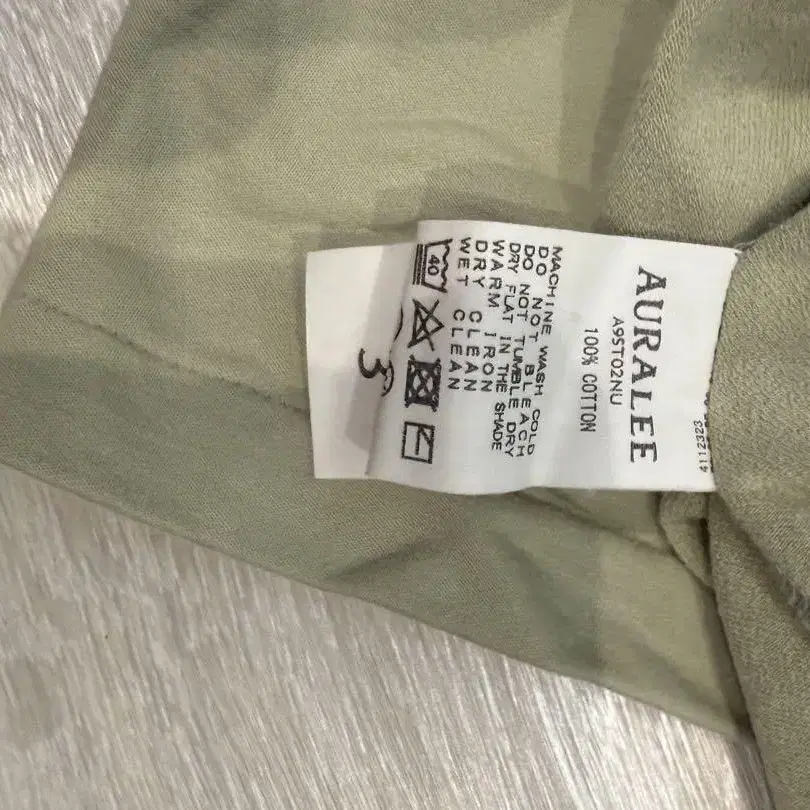 AURALEE
A9ST02NU
100% COTTON
MACHINE WASH COLD
DO NOT BLEACH
DO NOT TUMBLE DRY
DRY FLAT IN THE SHADE
WARM IRON
DRY CLEAN
WET CLEAN
40
4112323
3